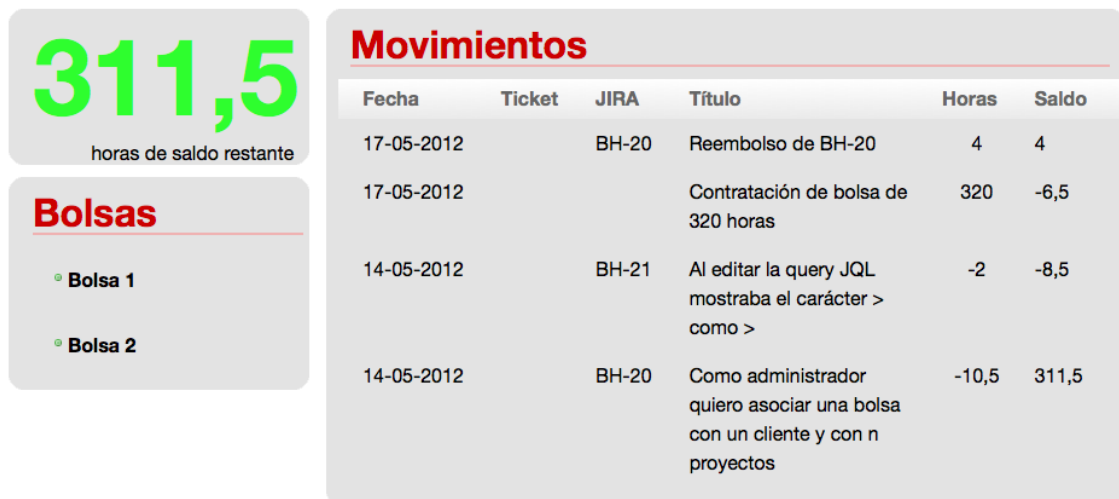 311,5
horas de saldo restante
Bolsas
Bolsa 1
Bolsa 2
Movimientos
Fecha Ticket JIRA Título Horas Saldo
17-05-2012 BH-20 Reembolso de BH-20 4 4
17-05-2012 Contratación de bolsa de 320 -6,5
320 horas
14-05-2012 BH-21 Al editar la query JQL -2 -8,5
mostraba el carácter >
como >
14-05-2012 BH-20 Como administrador -10,5 311,5
quiero asociar una bolsa
con un cliente y con n
proyectos